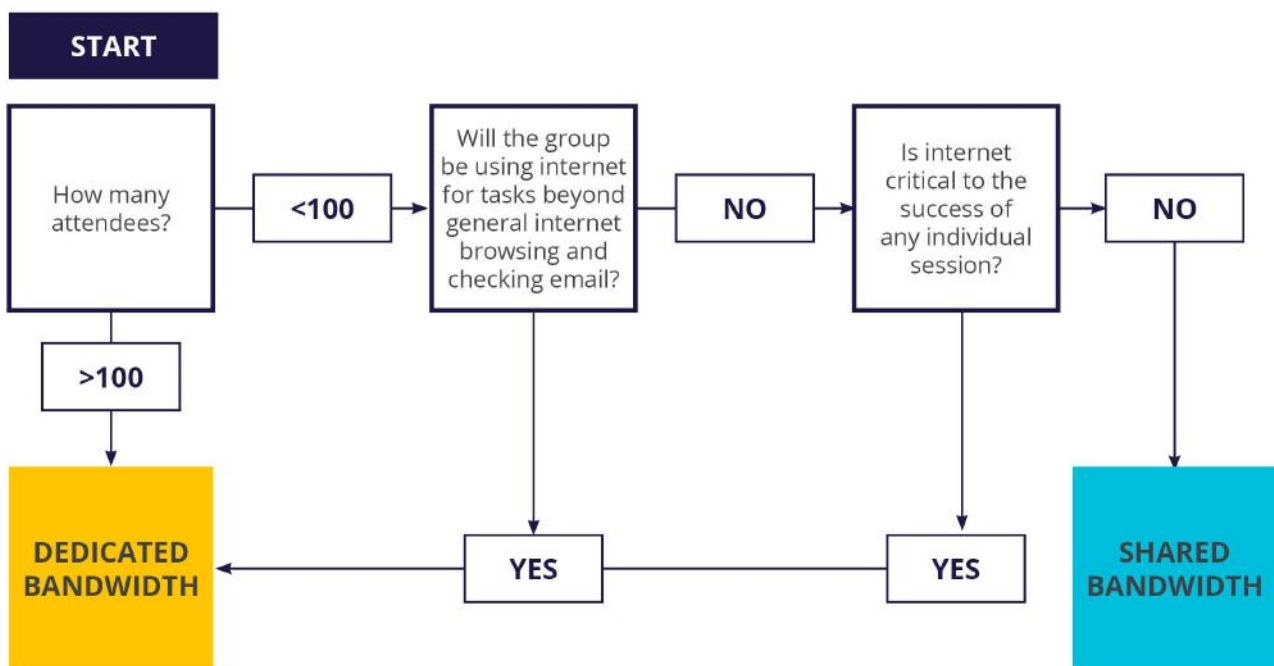 START
How many
attendees?
<100
Will the group
be using internet
for tasks beyond
general internet
browsing and
checking email?
NO
Is internet
critical to the
success of
any individual
session?
NO
>100
DEDICATED
BANDWIDTH
YES
YES
SHARED
BANDWIDTH